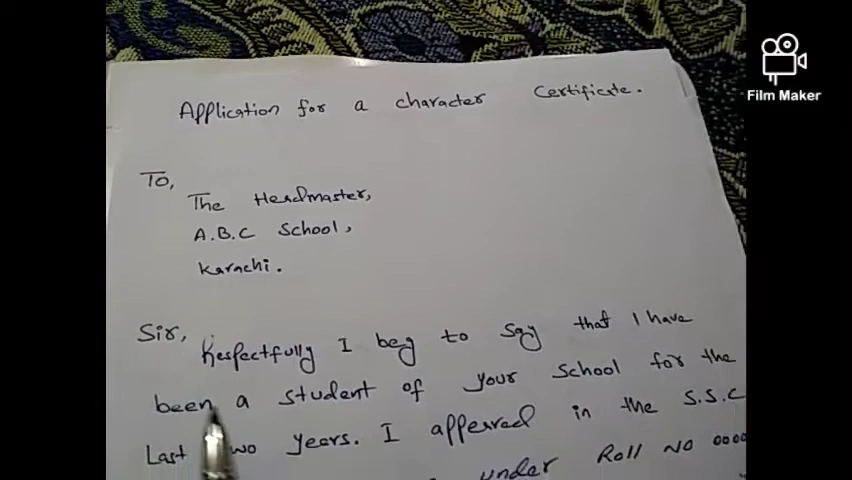 Application for a character Certificate.
To,
The Headmaster,
A.B.C School,
Karachi.
Sir,
Respectfully I beg to say that I have
been a student of your School for the
Last two years. I appeared in the S.S.C
under Roll No 0000
Film Maker